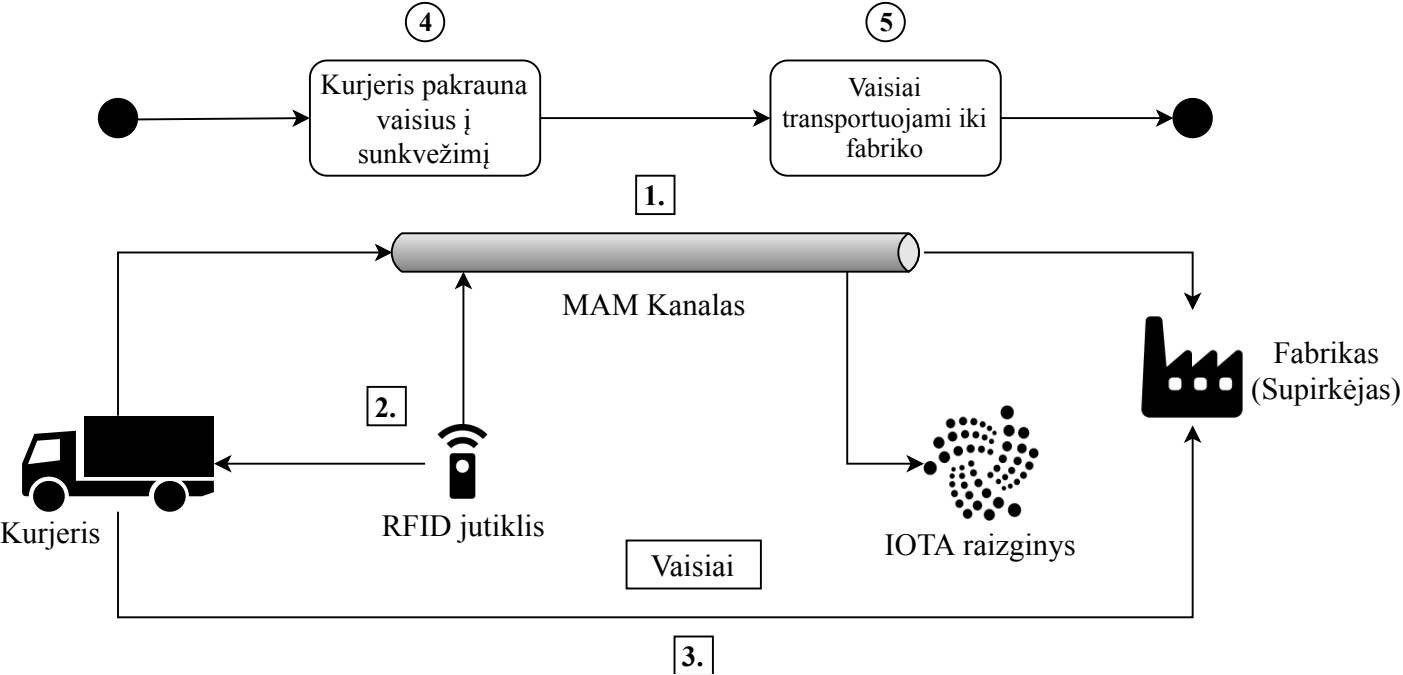 4
5
Kurjeris pakrauna
vaisius į
sunkvežimį
Vaisiai
transportuojami iki
fabriko
1.
MAM Kanalas
Fabrikas
(Supirkėjas)
2.
Kurjeris
RFID jutiklis
IOTA raizginys
Vaisiai
3.